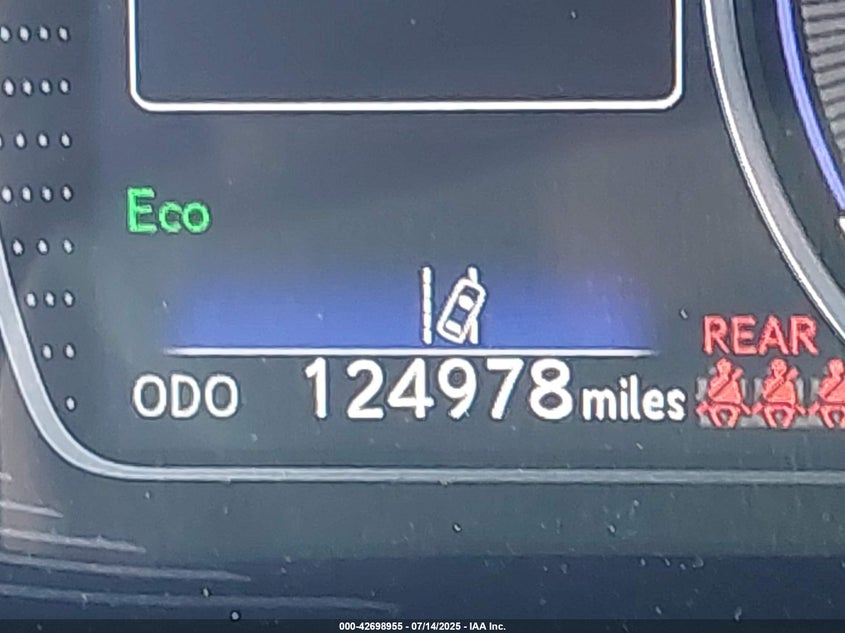 Eco
ODO 124978 miles
REAR
000-42698955 - 07/14/2025 - IAA Inc.